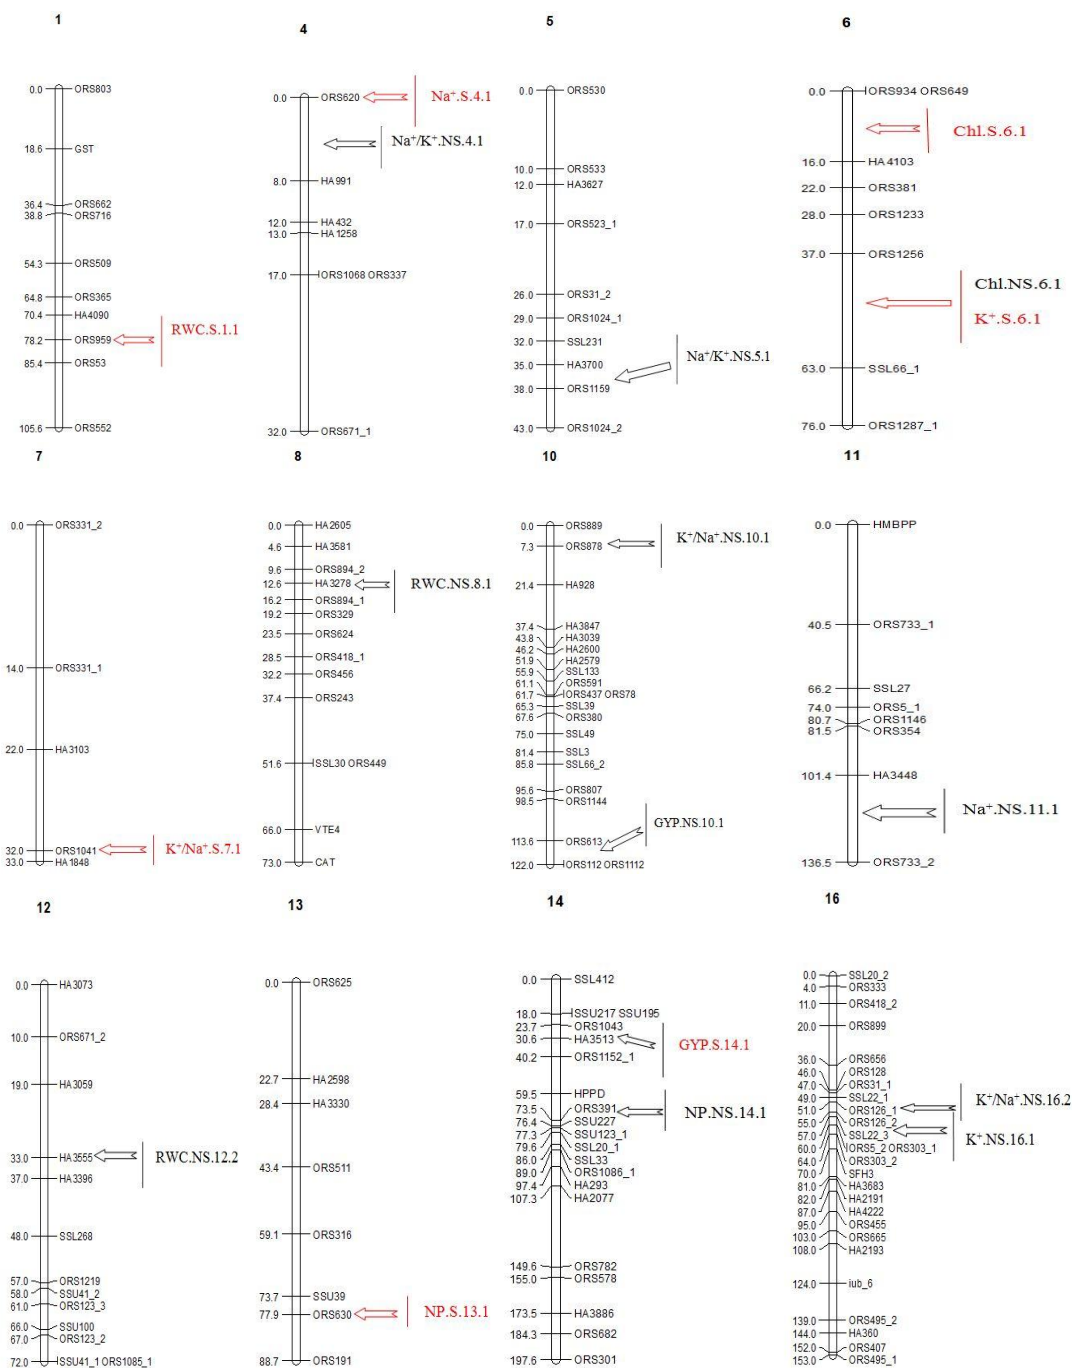 1
0.0 ORS803
18.6 GST
36.4 ORS662
38.8 ORS716
54.3 ORS509
64.8 ORS365
70.4 HA4090
78.2 ORS959
85.4 ORS53
105.6 ORS552
RWC.S.1.1
4
0.0 ORS620
8.0 HA991
12.0 HA432
13.0 HA1258
17.0 ORS1068 ORS337
32.0 ORS671_1
Na⁺.S.4.1
Na⁺/K⁺.NS.4.1
5
0.0 ORS530
10.0 ORS533
12.0 HA3627
17.0 ORS523_1
26.0 ORS31_2
29.0 ORS1024_1
32.0 SSL231
35.0 HA3700
38.0 ORS1159
43.0 ORS1024_2
Na⁺/K⁺.NS.5.1
6
0.0 ORS934 ORS649
16.0 HA4103
22.0 ORS381
28.0 ORS1233
37.0 ORS1256
63.0 SSL66_1
76.0 ORS1287_1
Chl.S.6.1
Chl.NS.6.1
K⁺.S.6.1
7
0.0 ORS331_2
14.0 ORS331_1
22.0 HA3103
32.0 ORS1041
33.0 HA1848
K⁺/Na⁺.S.7.1
8
0.0 HA2605
4.6 HA3581
9.6 ORS894_2
12.6 HA3278
16.2 ORS894_1
19.2 ORS329
23.5 ORS624
28.5 ORS418_1
32.2 ORS456
37.4 ORS243
51.6 SSL30 ORS449
66.0 VTE4
73.0 CAT
RWC.NS.8.1
10
0.0 ORS889
7.3 ORS878
21.4 HA928
37.4 HA3847
43.8 HA3039
46.2 HA2600
51.9 HA2579
55.9 SSL133
61.1 ORS591
61.7 ORS437 ORS78
65.3 SSL39
67.6 ORS380
75.0 SSL49
81.4 SSL3
85.8 SSL66_2
95.6 ORS807
98.5 ORS1144
113.6 ORS613
122.0 ORS112 ORS1112
K⁺/Na⁺.NS.10.1
GYP.NS.10.1
11
0.0 HMBPP
40.5 ORS733_1
66.2 SSL27
74.0 ORS5_1
80.7 ORS1146
81.5 ORS354
101.4 HA3448
136.5 ORS733_2
Na⁺.NS.11.1
12
0.0 HA3073
10.0 ORS671_2
19.0 HA3059
33.0 HA3555
37.0 HA3396
48.0 SSL268
57.0 ORS1219
58.0 SSU41_2
61.0 ORS123_3
66.0 SSU100
67.0 ORS123_2
72.0 SSU41_1 ORS1085_1
RWC.NS.12.2
13
0.0 ORS625
22.7 HA2598
28.4 HA3330
43.4 ORS511
59.1 ORS316
73.7 SSU39
77.9 ORS630
88.7 ORS191
NP.S.13.1
14
0.0 SSL412
18.0 SSU217 SSU195
23.7 ORS1043
30.6 HA3513
40.2 ORS1152_1
59.5 HPPD
73.5 ORS391
76.4 SSU227
77.3 SSU123_1
79.6 SSL20_1
86.0 SSL33
89.0 ORS1086_1
97.4 HA293
107.3 HA2077
149.6 ORS782
155.0 ORS578
173.5 HA3886
184.3 ORS682
197.6 ORS301
GYP.S.14.1
NP.NS.14.1
16
0.0 SSL20_2
4.0 ORS333
11.0 ORS418_2
20.0 ORS899
36.0 ORS656
46.0 ORS128
47.0 ORS31_1
49.0 SSL22_1
51.0 ORS126_1
55.0 ORS126_2
57.0 SSL22_3
60.0 ORS5_2 ORS303_1
64.0 ORS303_2
70.0 SFH3
81.0 HA3683
82.0 HA2191
87.0 HA4222
95.0 ORS455
103.0 ORS665
108.0 HA2193
124.0 iub_6
139.0 ORS495_2
144.0 HA360
152.0 ORS407
153.0 ORS495_1
K⁺/Na⁺.NS.16.2
K⁺.NS.16.1